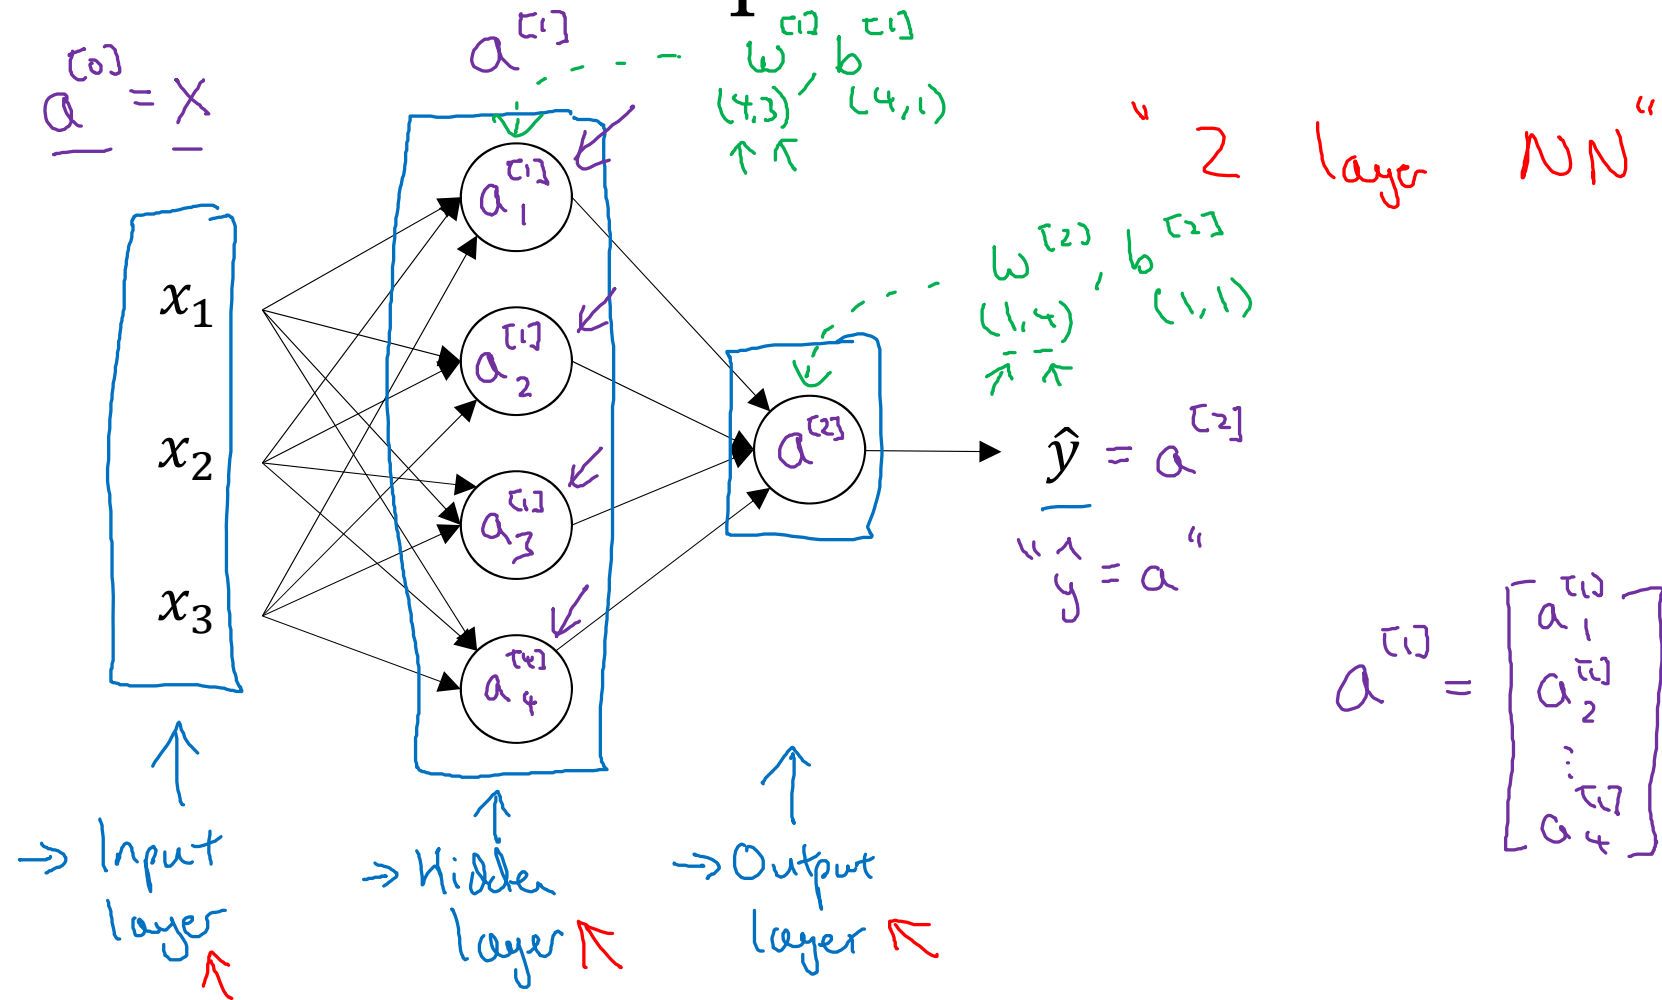 a^[0] = X
a^[1]
w^[1], b^[1]
(4,3) (4,1)
" 2 layer NN "
x₁
x₂
x₃
a₁^[1]
a₂^[1]
a₃^[1]
a₄^[4]
w^[2], b^[2]
(1,4) (1,1)
a^[2]
ŷ = a^[2]
" ŷ = a "
a^[1] = [ a₁^[1]
a₂^[1]
⋮
a₄^[1] ]
→ Input layer
→ Hidden layer
→ Output layer